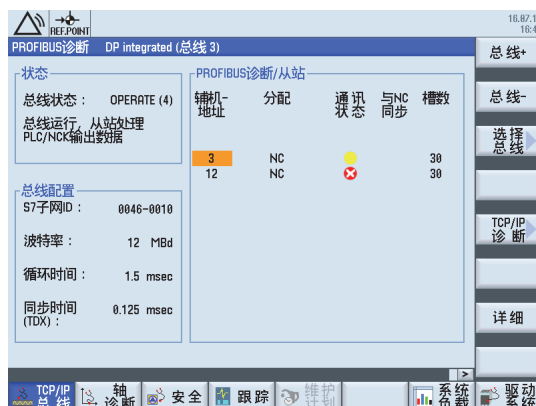 REF.POINT
16.07.1
16:4
PROFIBUS诊断 DP integrated (总线 3)
总线+
状态
总线状态: OPERATE (4)
总线运行, 从站处理
PLC/NCK输出数据
PROFIBUS诊断/从站
辅机-地址 分配 通讯状态 与NC同步 槽数
3 NC 30
12 NC 30
总线配置
S7子网ID: 0046-0010
波特率: 12 MBd
循环时间: 1.5 msec
同步时间
(TDX): 0.125 msec
总线-
选择
总线
TCP/IP
诊断
详细
>
TCP/IP
总线
轴
诊断
安全
跟踪
维护
计划
系统
负载
驱动
系统